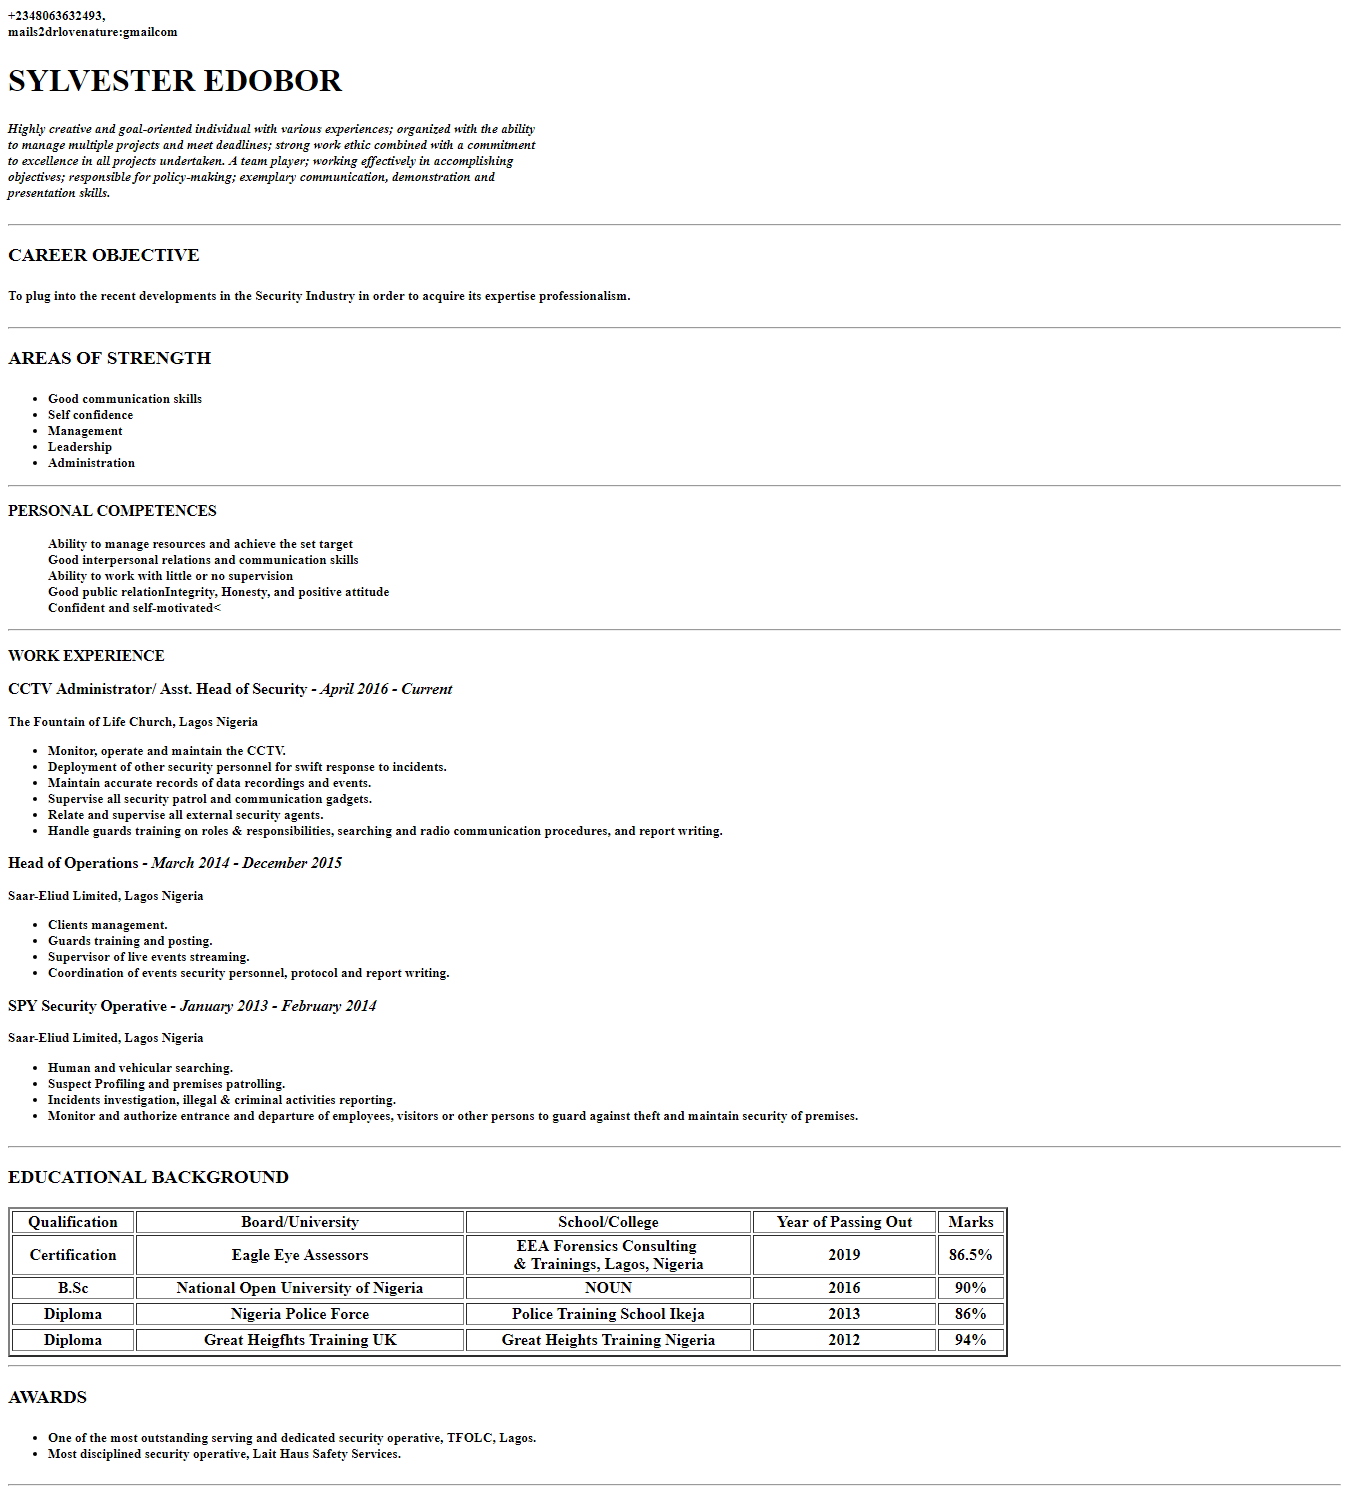 +2348063632493,
mails2drlovenature:gmailcom
SYLVESTER EDOBOR
Highly creative and goal-oriented individual with various experiences; organized with the ability
to manage multiple projects and meet deadlines; strong work ethic combined with a commitment
to excellence in all projects undertaken. A team player; working effectively in accomplishing
objectives; responsible for policy-making; exemplary communication, demonstration and
presentation skills.
CAREER OBJECTIVE
To plug into the recent developments in the Security Industry in order to acquire its expertise professionalism.
AREAS OF STRENGTH
• Good communication skills
• Self confidence
• Management
• Leadership
• Administration
PERSONAL COMPETENCES
Ability to manage resources and achieve the set target
Good interpersonal relations and communication skills
Ability to work with little or no supervision
Good public relationIntegrity, Honesty, and positive attitude
Confident and self-motivated<
WORK EXPERIENCE
CCTV Administrator/ Asst. Head of Security - April 2016 - Current
The Fountain of Life Church, Lagos Nigeria
• Monitor, operate and maintain the CCTV.
• Deployment of other security personnel for swift response to incidents.
• Maintain accurate records of data recordings and events.
• Supervise all security patrol and communication gadgets.
• Relate and supervise all external security agents.
• Handle guards training on roles & responsibilities, searching and radio communication procedures, and report writing.
Head of Operations - March 2014 - December 2015
Saar-Eliud Limited, Lagos Nigeria
• Clients management.
• Guards training and posting.
• Supervisor of live events streaming.
• Coordination of events security personnel, protocol and report writing.
SPY Security Operative - January 2013 - February 2014
Saar-Eliud Limited, Lagos Nigeria
• Human and vehicular searching.
• Suspect Profiling and premises patrolling.
• Incidents investigation, illegal & criminal activities reporting.
• Monitor and authorize entrance and departure of employees, visitors or other persons to guard against theft and maintain security of premises.
EDUCATIONAL BACKGROUND
Qualification Board/University School/College Year of Passing Out Marks
Certification Eagle Eye Assessors EEA Forensics Consulting
& Trainings, Lagos, Nigeria 2019 86.5%
B.Sc National Open University of Nigeria NOUN 2016 90%
Diploma Nigeria Police Force Police Training School Ikeja 2013 86%
Diploma Great Heigfhts Training UK Great Heights Training Nigeria 2012 94%
AWARDS
• One of the most outstanding serving and dedicated security operative, TFOLC, Lagos.
• Most disciplined security operative, Lait Haus Safety Services.